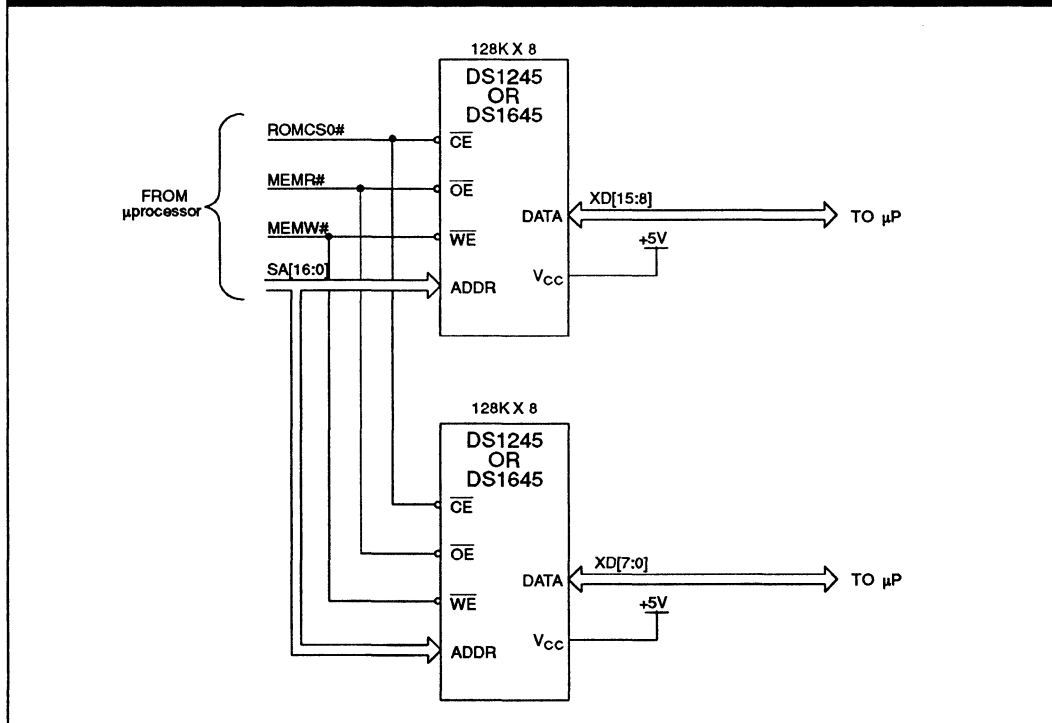 128K X 8
DS1245
OR
DS1645
ROMCS0#
CE
MEMR#
OE
FROM
μprocessor
XD[15:8]
DATA
TO μP
MEMW#
WE
+5V
SA[16:0]
ADDR
VCC
128K X 8
DS1245
OR
DS1645
CE
OE
XD[7:0]
DATA
TO μP
WE
+5V
ADDR
VCC